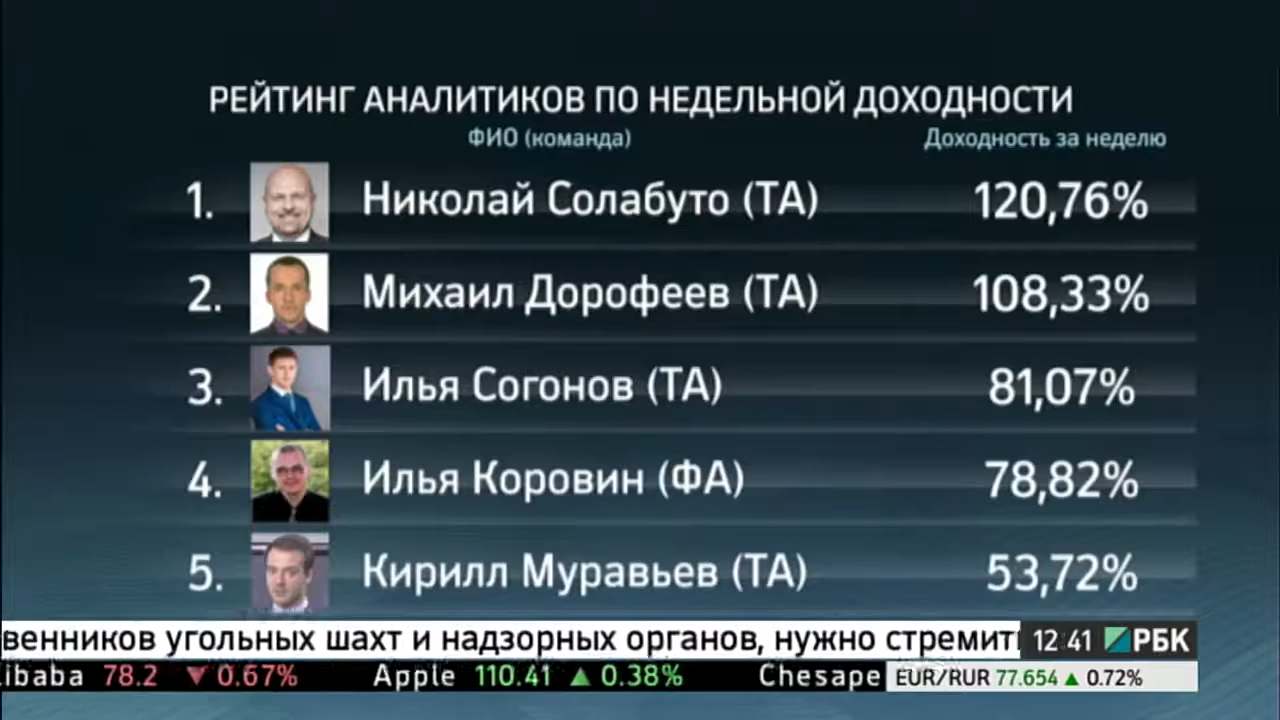 РЕЙТИНГ АНАЛИТИКОВ ПО НЕДЕЛЬНОЙ ДОХОДНОСТИ
ФИО (команда) Доходность за неделю
1. Николай Солабуто (ТА) 120,76%
2. Михаил Дорофеев (ТА) 108,33%
3. Илья Согонов (ТА) 81,07%
4. Илья Коровин (ФА) 78,82%
5. Кирилл Муравьев (ТА) 53,72%
венников угольных шахт и надзорных органов, нужно стремит 12:41 РБК
libaba 78.2 ▼ 0.67% Apple 110.41 ▲ 0.38% Chesape EUR/RUR 77.654 ▲ 0.72%